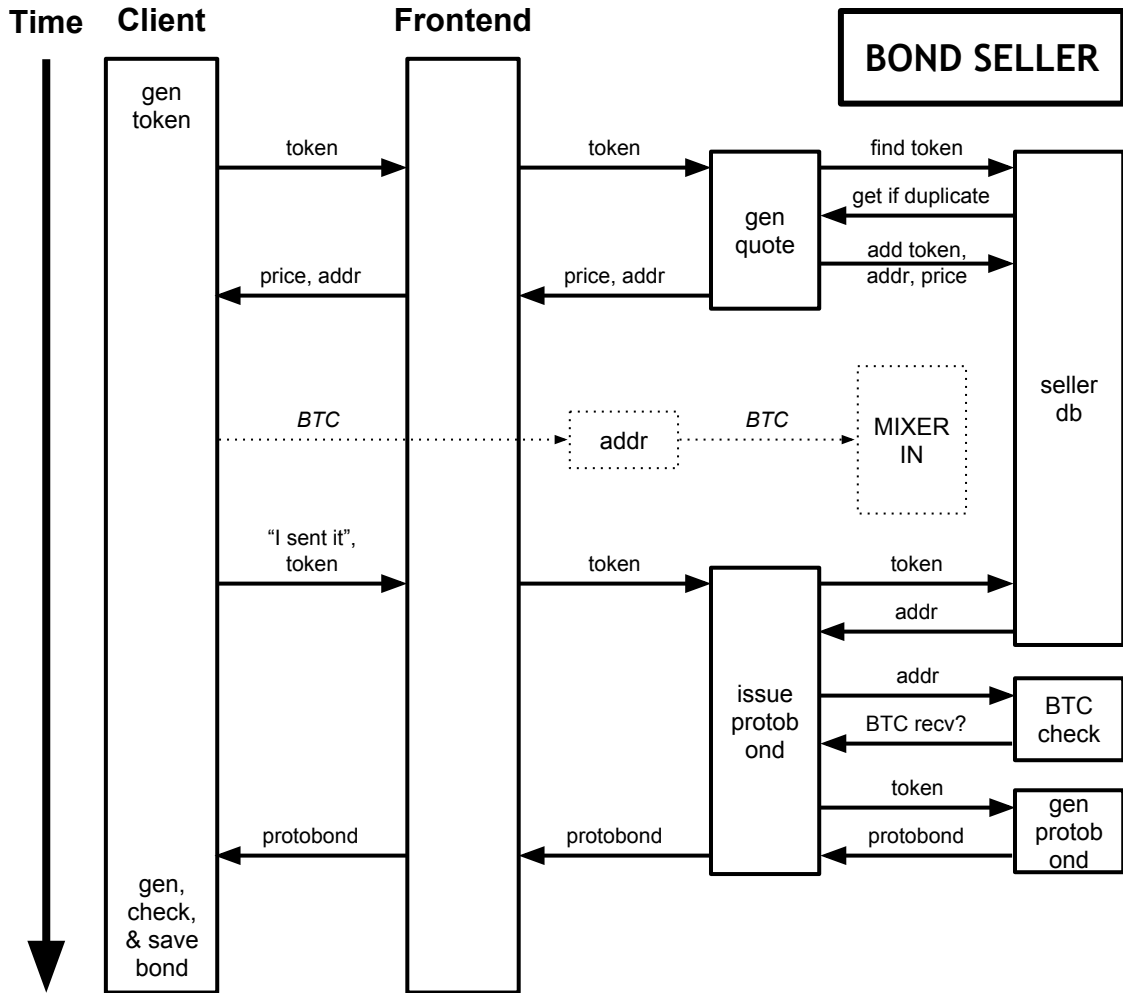 Time
Client
Frontend
BOND SELLER
gen
token
token
token
find token
get if duplicate
gen
quote
add token,
addr, price
price, addr
price, addr
seller
db
BTC
addr
BTC
MIXER
IN
“I sent it”,
token
token
token
addr
issue
protob
ond
addr
BTC recv?
BTC
check
token
protobond
gen
protob
ond
protobond
protobond
gen,
check,
& save
bond